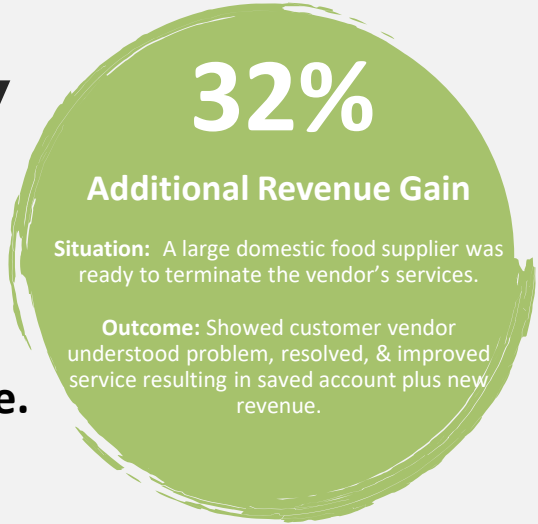 32%
Additional Revenue Gain
Situation: A large domestic food supplier was
ready to terminate the vendor's services.
Outcome: Showed customer vendor
understood problem, resolved, & improved
service resulting in saved account plus new
revenue.
e.